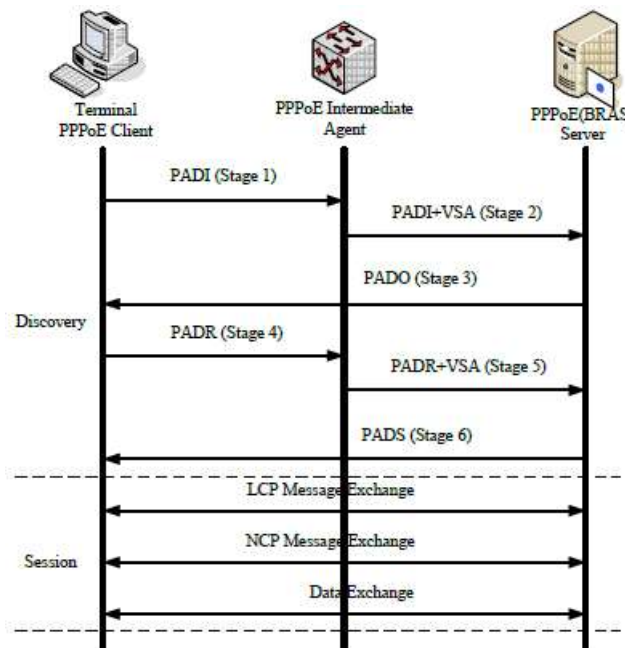 Terminal
PPPoE Client
PPPoE Intermediate
Agent
PPPoE(BRAS
Server
PADI (Stage 1)
PADI+VSA (Stage 2)
PADO (Stage 3)
Discovery
PADR (Stage 4)
PADR+VSA (Stage 5)
PADS (Stage 6)
LCP Message Exchange
NCP Message Exchange
Session
Data Exchange